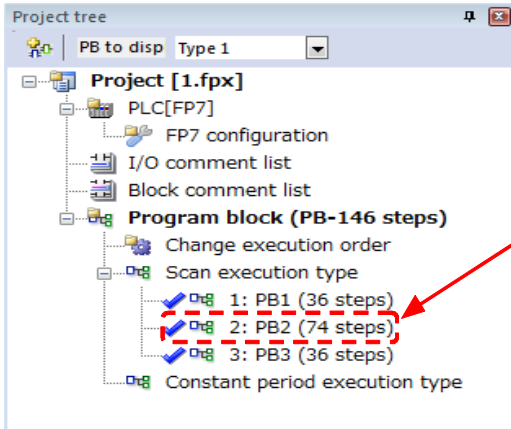 Project tree
PB to disp Type 1
Project [1.fpx]
PLC[FP7]
FP7 configuration
I/O comment list
Block comment list
Program block (PB-146 steps)
Change execution order
Scan execution type
1: PB1 (36 steps)
2: PB2 (74 steps)
3: PB3 (36 steps)
Constant period execution type